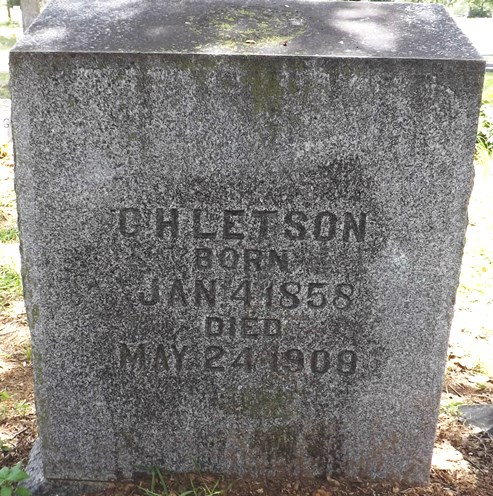 C H LETSON
BORN
JAN 4 1858
DIED
MAY 24 1909